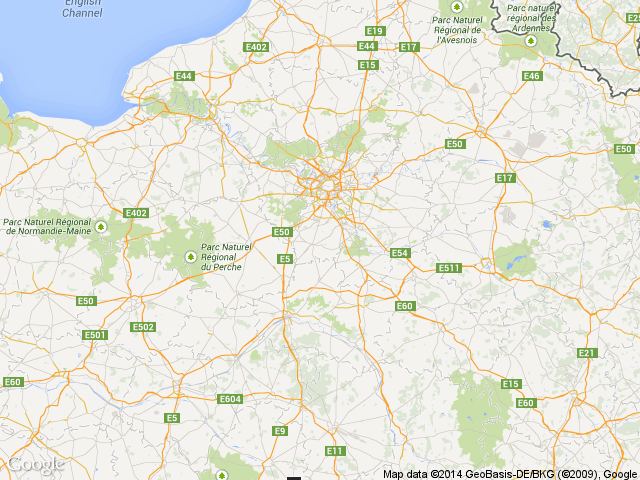 English
Channel
Parc Naturel
Régional de
l'Avesnois
Parc naturel
régional des
Ardennes
E19
E402
E44
E17
E25
E15
E44
E46
E50
E50
E17
Parc Naturel Régional
de Normandie-Maine
E402
E50
Parc Naturel
Régional
du Perche
E54
E5
E511
E50
E60
E501
E502
E21
E60
E15
E604
E60
E5
E9
E11
Google
Map data ©2014 GeoBasis-DE/BKG (©2009), Google